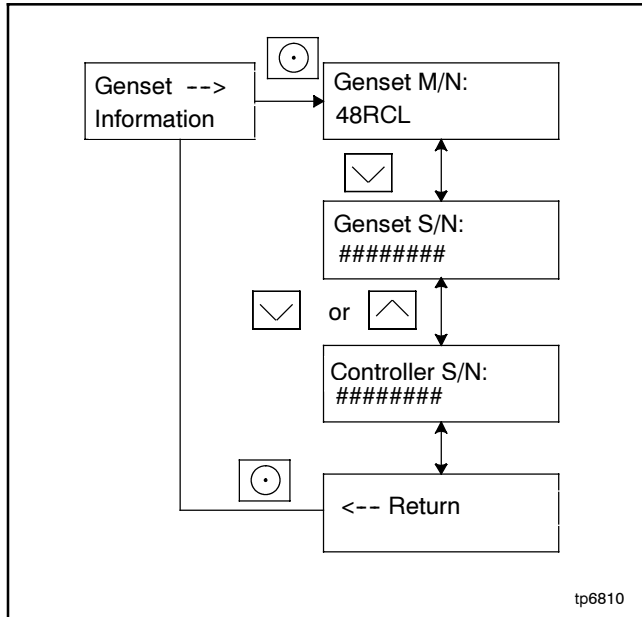 Genset -->
Information
Genset M/N:
48RCL
Genset S/N:
########
or
Controller S/N:
########
<-- Return
tp6810